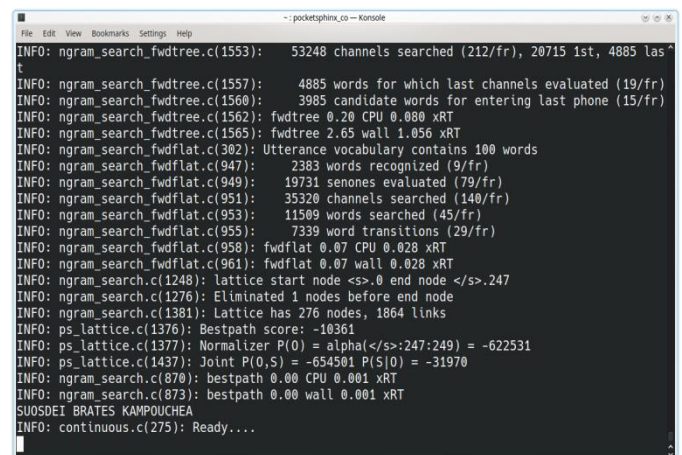 ~ : pocketsphinx_co — Konsole
File Edit View Bookmarks Settings Help
INFO: ngram_search_fwdtree.c(1553):    53248 channels searched (212/fr), 20715 1st, 4885 las
t
INFO: ngram_search_fwdtree.c(1557):     4885 words for which last channels evaluated (19/fr)
INFO: ngram_search_fwdtree.c(1560):     3985 candidate words for entering last phone (15/fr)
INFO: ngram_search_fwdtree.c(1562): fwdtree 0.20 CPU 0.080 xRT
INFO: ngram_search_fwdtree.c(1565): fwdtree 2.65 wall 1.056 xRT
INFO: ngram_search_fwdflat.c(302): Utterance vocabulary contains 100 words
INFO: ngram_search_fwdflat.c(947):     2383 words recognized (9/fr)
INFO: ngram_search_fwdflat.c(949):    19731 senones evaluated (79/fr)
INFO: ngram_search_fwdflat.c(951):    35320 channels searched (140/fr)
INFO: ngram_search_fwdflat.c(953):    11509 words searched (45/fr)
INFO: ngram_search_fwdflat.c(955):     7339 word transitions (29/fr)
INFO: ngram_search_fwdflat.c(958): fwdflat 0.07 CPU 0.028 xRT
INFO: ngram_search_fwdflat.c(961): fwdflat 0.07 wall 0.028 xRT
INFO: ngram_search.c(1248): lattice start node <s>.0 end node </s>.247
INFO: ngram_search.c(1276): Eliminated 1 nodes before end node
INFO: ngram_search.c(1381): Lattice has 276 nodes, 1864 links
INFO: ps_lattice.c(1376): Bestpath score: -10361
INFO: ps_lattice.c(1377): Normalizer P(O) = alpha(</s>:247:249) = -622531
INFO: ps_lattice.c(1437): Joint P(O,S) = -654501 P(S|O) = -31970
INFO: ngram_search.c(870): bestpath 0.00 CPU 0.001 xRT
INFO: ngram_search.c(873): bestpath 0.00 wall 0.001 xRT
SUOSDEI BRATES KAMPOUCHEA
INFO: continuous.c(275): Ready....